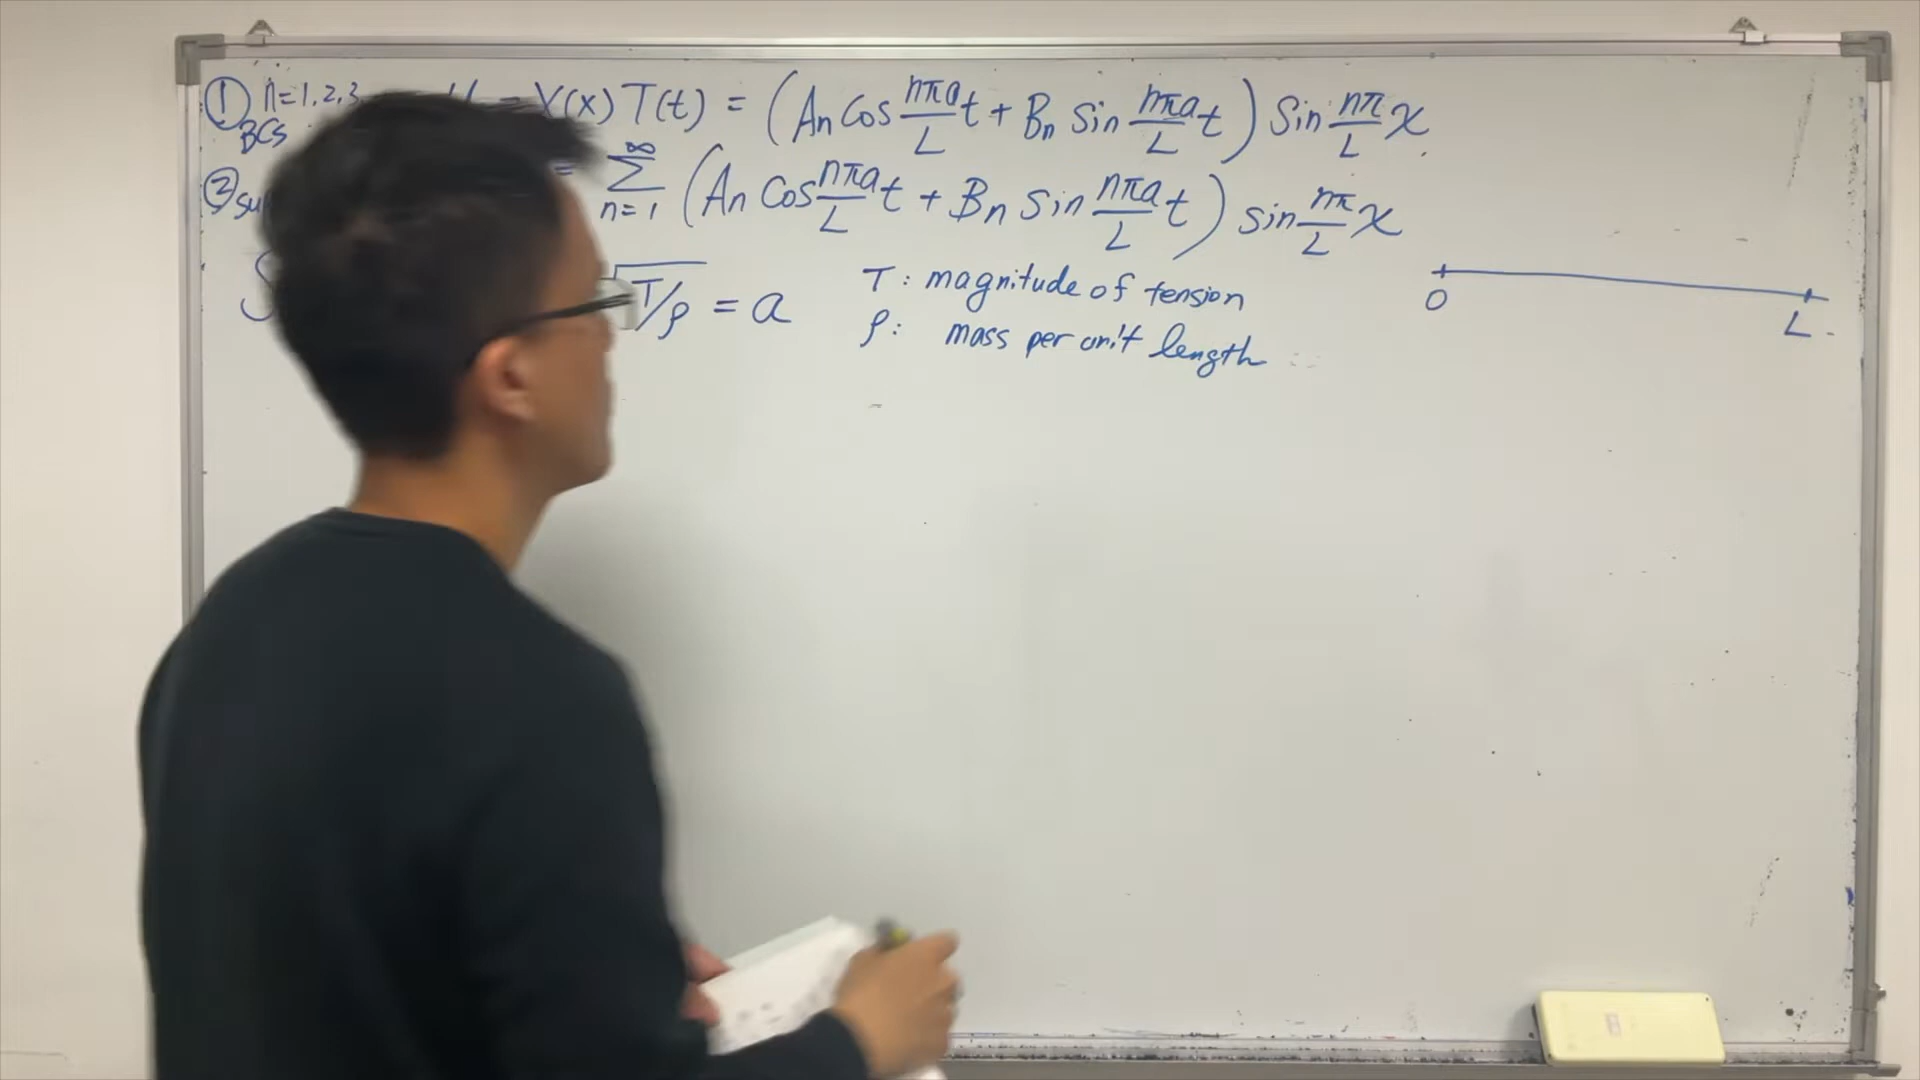 ① n=1,2,3 X(x) T(t) = (An Cos nπa/L t + Bn Sin nπa/L t) Sin nπ/L x
BCs
② = ∑ n=1 ∞ (An Cos nπa/L t + Bn Sin nπa/L t) sin nπ/L x
√T/ρ = a
T : magnitude of tension
ρ : mass per unit length
0 L